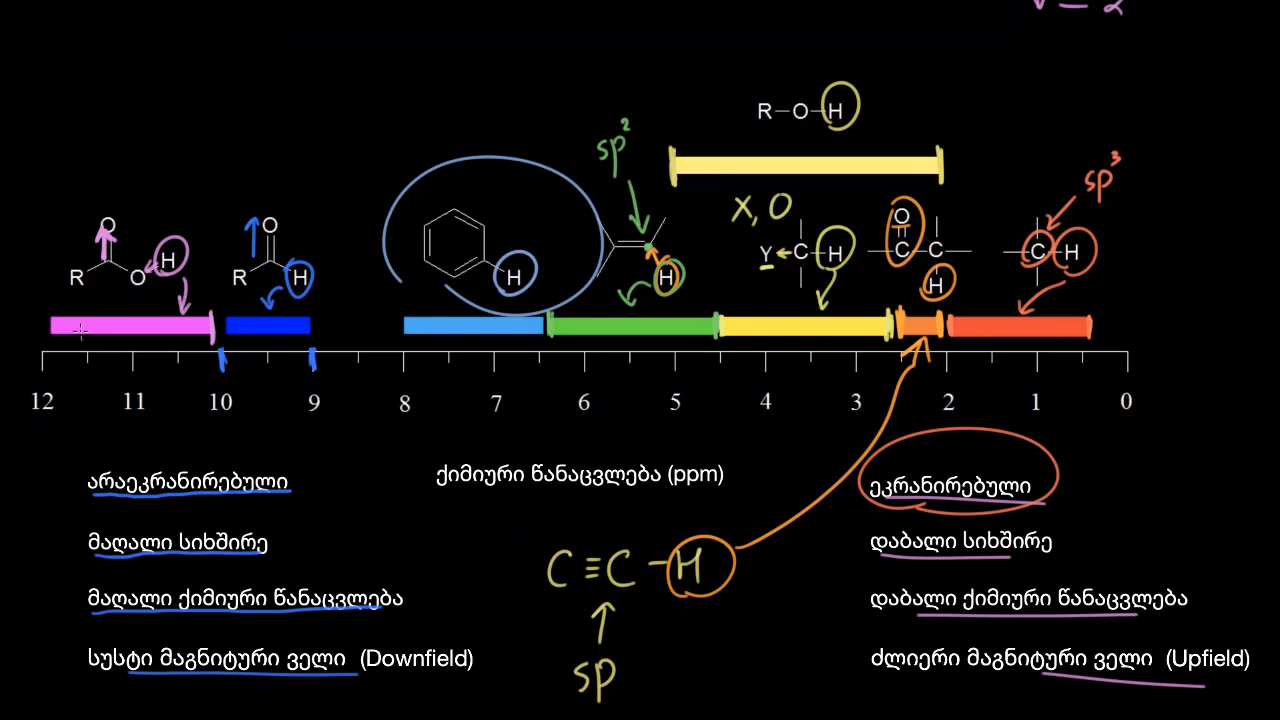 R–O–H
sp²
sp³
X, O
O
R
O
H
O
R
H
H
H
Y
C
H
O
C
C
H
C
H
12 11 10 9 8 7 6 5 4 3 2 1 0
ქიმიური წანაცვლება (ppm)
არაეკრანირებული
ეკრანირებული
მაღალი სიხშირე
დაბალი სიხშირე
C≡C–H
მაღალი ქიმიური წანაცვლება
დაბალი ქიმიური წანაცვლება
სუსტი მაგნიტური ველი (Downfield)
ძლიერი მაგნიტური ველი (Upfield)
sp